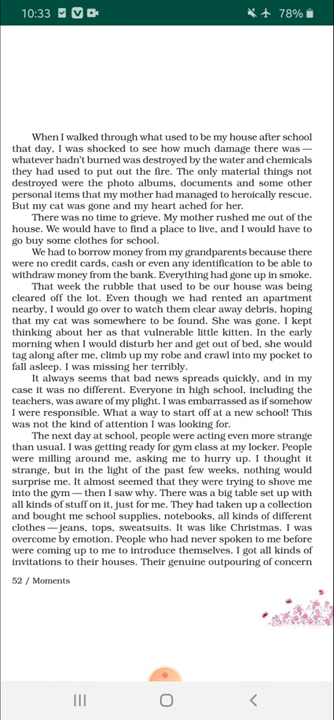 10:33
78%
When I walked through what used to be my house after school
that day, I was shocked to see how much damage there was —
whatever hadn't burned was destroyed by the water and chemicals
they had used to put out the fire. The only material things not
destroyed were the photo albums, documents and some other
personal items that my mother had managed to heroically rescue.
But my cat was gone and my heart ached for her.
There was no time to grieve. My mother rushed me out of the
house. We would have to find a place to live, and I would have to
go buy some clothes for school.
We had to borrow money from my grandparents because there
were no credit cards, cash or even any identification to be able to
withdraw money from the bank. Everything had gone up in smoke.
That week the rubble that used to be our house was being
cleared off the lot. Even though we had rented an apartment
nearby, I would go over to watch them clear away debris, hoping
that my cat was somewhere to be found. She was gone. I kept
thinking about her as that vulnerable little kitten. In the early
morning when I would disturb her and get out of bed, she would
tag along after me, climb up my robe and crawl into my pocket to
fall asleep. I was missing her terribly.
It always seems that bad news spreads quickly, and in my
case it was no different. Everyone in high school, including the
teachers, was aware of my plight. I was embarrassed as if somehow
I were responsible. What a way to start off at a new school! This
was not the kind of attention I was looking for.
The next day at school, people were acting even more strange
than usual. I was getting ready for gym class at my locker. People
were milling around me, asking me to hurry up. I thought it
strange, but in the light of the past few weeks, nothing would
surprise me. It almost seemed that they were trying to shove me
into the gym — then I saw why. There was a big table set up with
all kinds of stuff on it, just for me. They had taken up a collection
and bought me school supplies, notebooks, all kinds of different
clothes — jeans, tops, sweatsuits. It was like Christmas. I was
overcome by emotion. People who had never spoken to me before
were coming up to me to introduce themselves. I got all kinds of
invitations to their houses. Their genuine outpouring of concern
52 / Moments